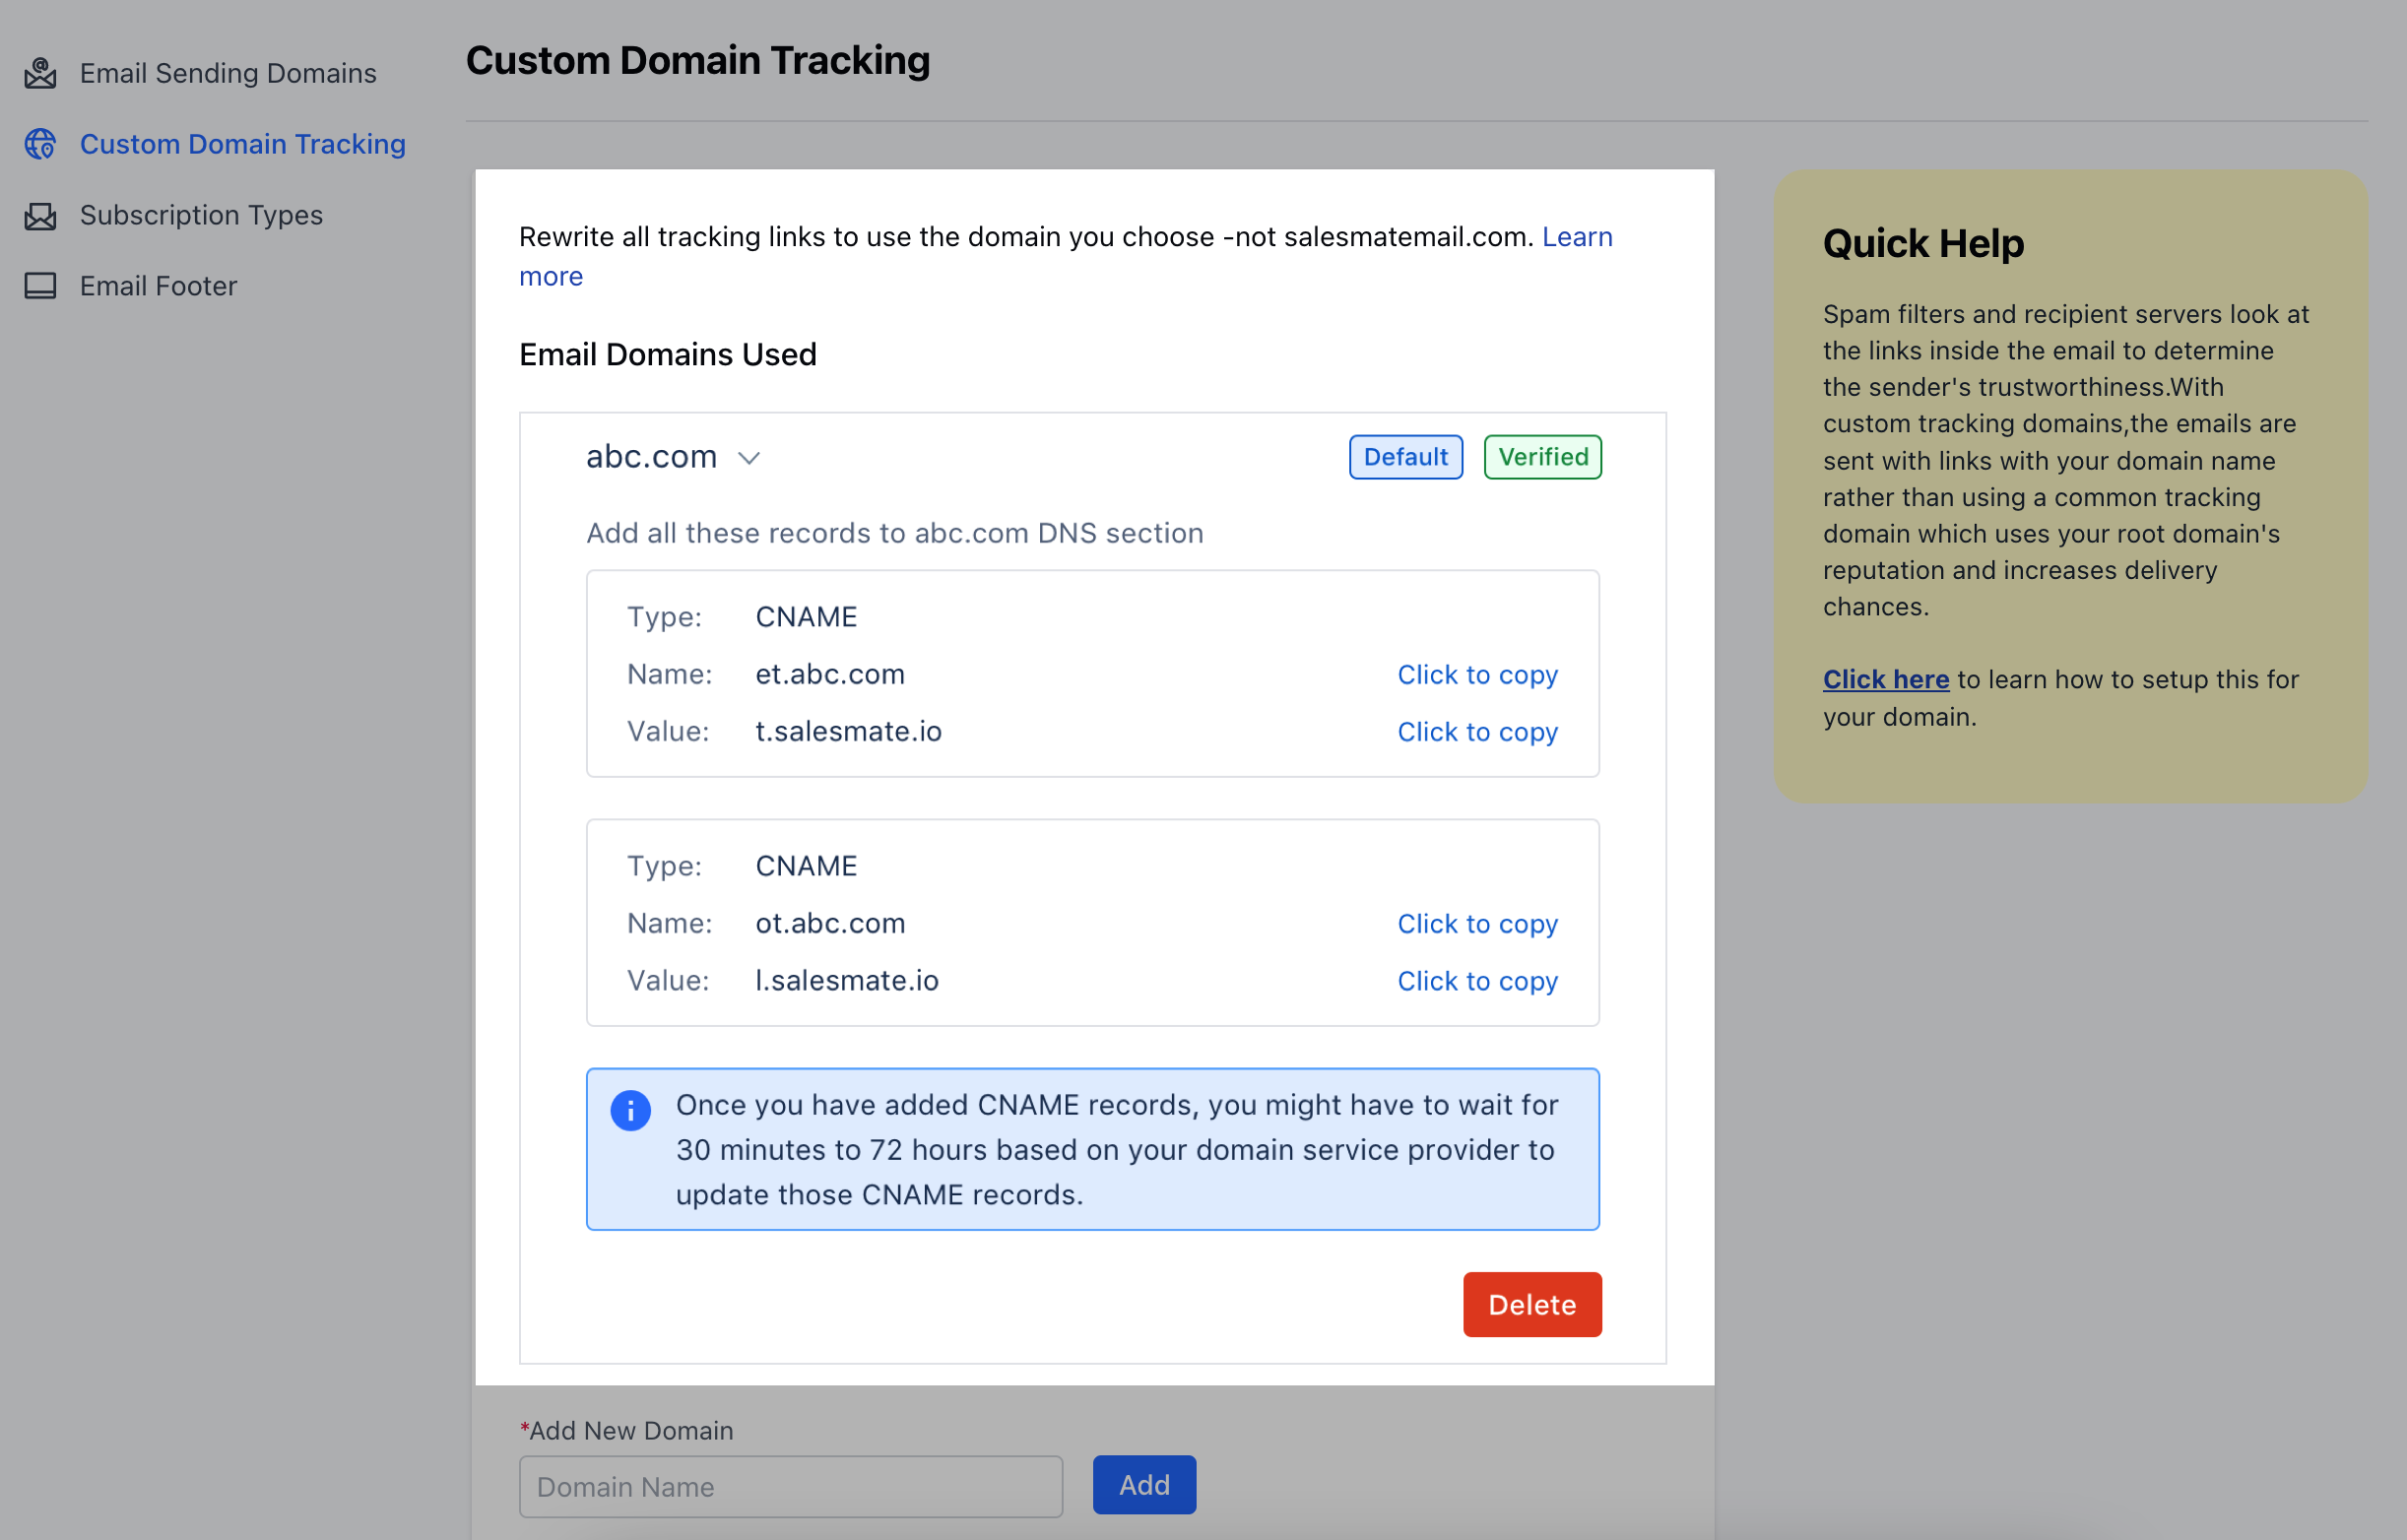 Email Sending Domains
Custom Domain Tracking
Subscription Types
Email Footer
Custom Domain Tracking
Rewrite all tracking links to use the domain you choose -not salesmatemail.com. Learn
more
Email Domains Used
abc.com
Default
Verified
Add all these records to abc.com DNS section
Type: CNAME
Name: et.abc.com Click to copy
Value: t.salesmate.io Click to copy
Type: CNAME
Name: ot.abc.com Click to copy
Value: l.salesmate.io Click to copy
Once you have added CNAME records, you might have to wait for
30 minutes to 72 hours based on your domain service provider to
update those CNAME records.
Delete
*Add New Domain
Domain Name
Add
Quick Help
Spam filters and recipient servers look at
the links inside the email to determine
the sender's trustworthiness.With
custom tracking domains,the emails are
sent with links with your domain name
rather than using a common tracking
domain which uses your root domain's
reputation and increases delivery
chances.
Click here to learn how to setup this for
your domain.